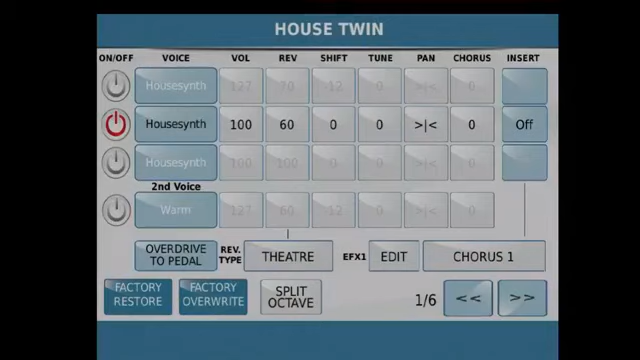 HOUSE TWIN
ON/OFF VOICE VOL REV SHIFT TUNE PAN CHORUS INSERT
Housesynth 127 70 -12 0 >|< 0
Housesynth 100 60 0 0 >|< 0 Off
Housesynth 100 100 0 0 >|< 0
2nd Voice
Warm 127 60 -12 0 >|< 0
OVERDRIVE TO PEDAL REV. TYPE THEATRE EFX1 EDIT CHORUS 1
FACTORY RESTORE FACTORY OVERWRITE SPLIT OCTAVE 1/6 << >>